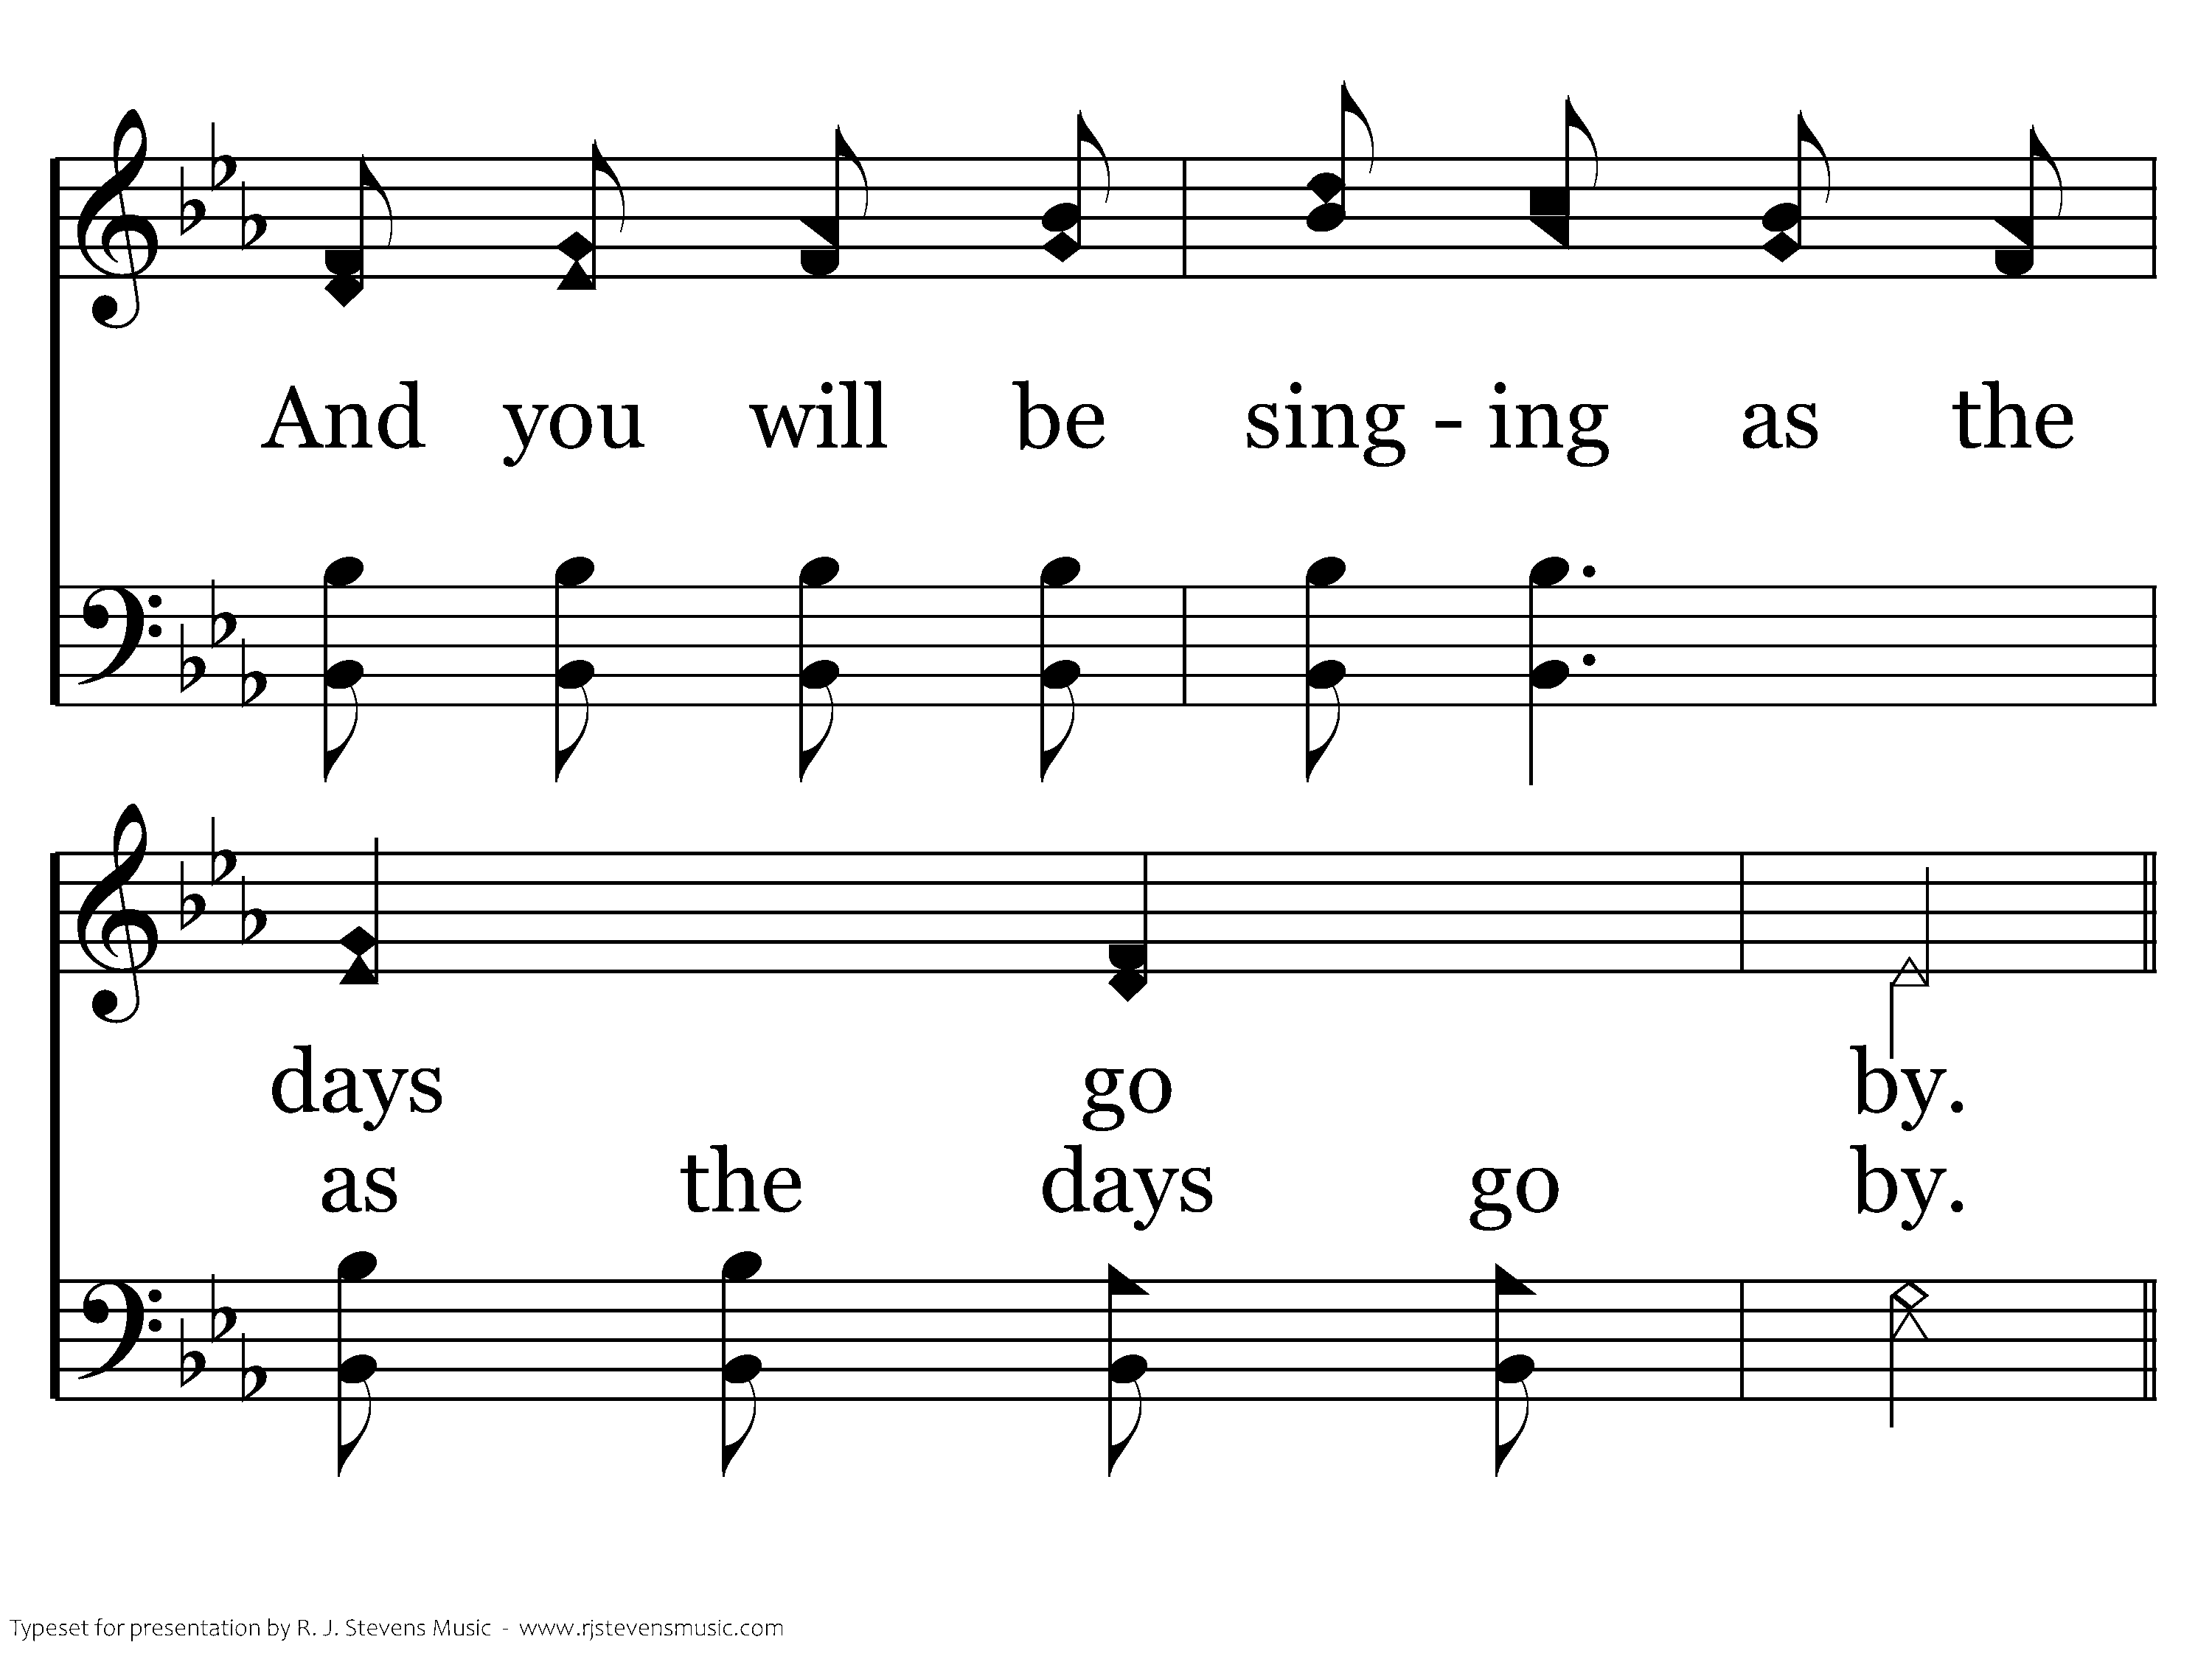 And you will be sing - ing as the
days go by.
as the days go by.
Typeset for presentation by R. J. Stevens Music - www.rjstevensmusic.com